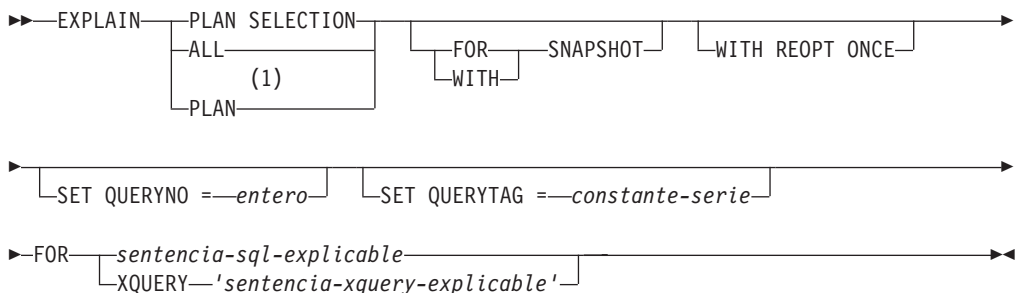 EXPLAIN PLAN SELECTION
ALL FOR SNAPSHOT WITH REOPT ONCE
(1) WITH
PLAN
SET QUERYNO = entero SET QUERYTAG = constante-serie
FOR sentencia-sql-explicable
XQUERY 'sentencia-xquery-explicable'